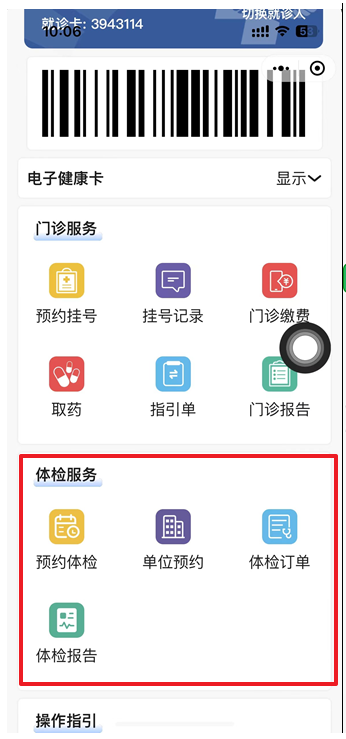 切换就诊人
就诊卡: 3943114
10:06
电子健康卡 显示
门诊服务
预约挂号 挂号记录 门诊缴费
取药 指引单 门诊报告
体检服务
预约体检 单位预约 体检订单
体检报告
操作指引